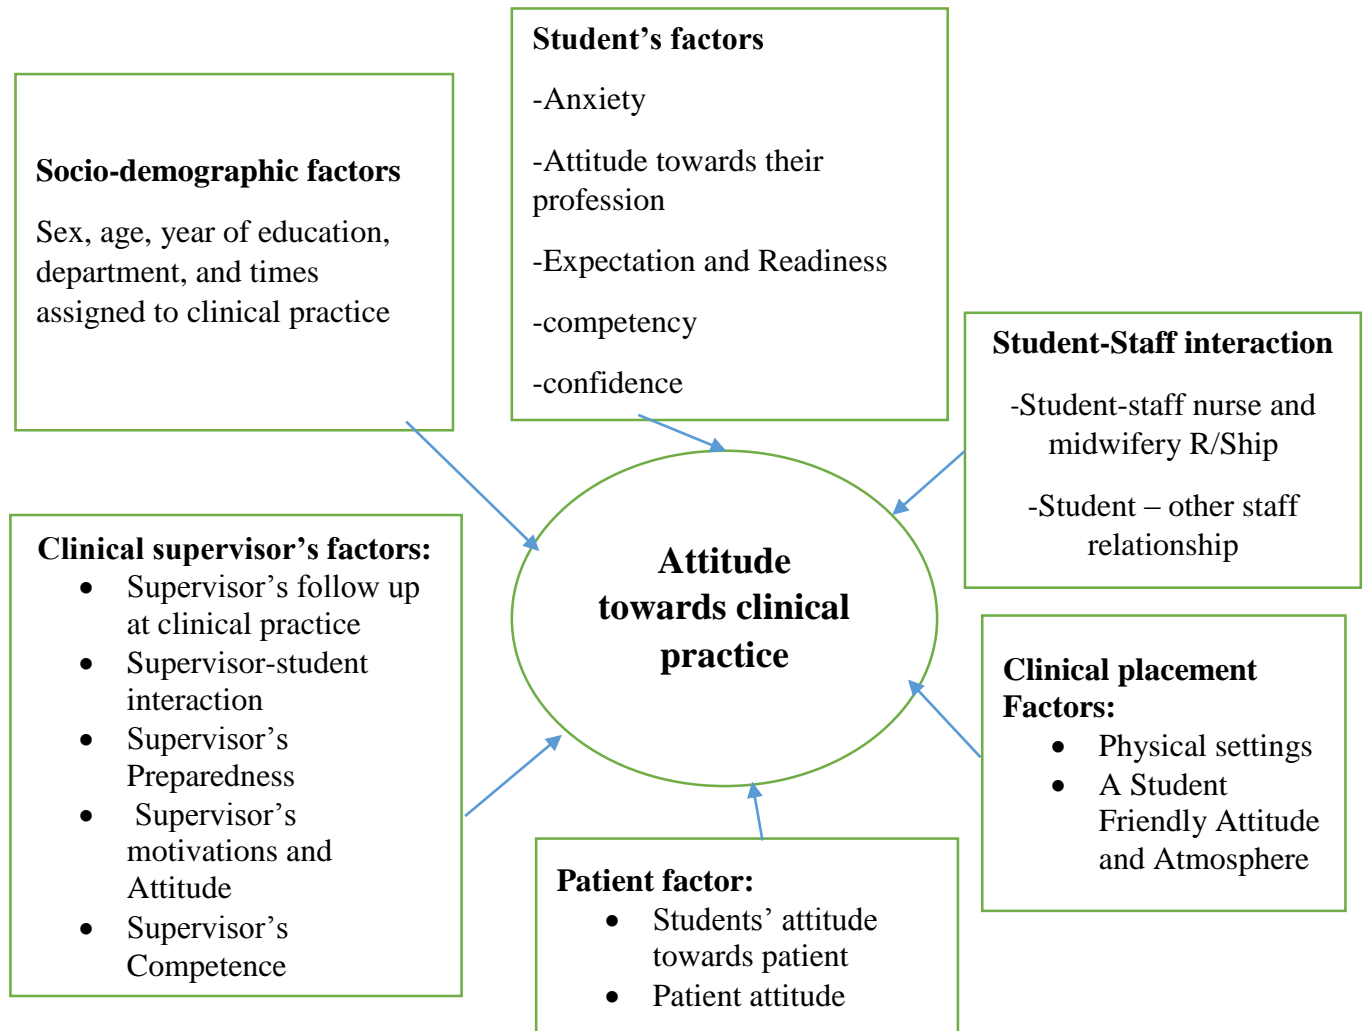 Student’s factors
-Anxiety
-Attitude towards their
profession
-Expectation and Readiness
-competency
-confidence
Socio-demographic factors
Sex, age, year of education,
department, and times
assigned to clinical practice
Student-Staff interaction
-Student-staff nurse and
midwifery R/Ship
-Student – other staff
relationship
Clinical supervisor’s factors:
• Supervisor’s follow up
at clinical practice
• Supervisor-student
interaction
• Supervisor’s
Preparedness
• Supervisor’s
motivations and
Attitude
• Supervisor’s
Competence
Attitude
towards clinical
practice
Clinical placement
Factors:
• Physical settings
• A Student
Friendly Attitude
and Atmosphere
Patient factor:
• Students’ attitude
towards patient
• Patient attitude